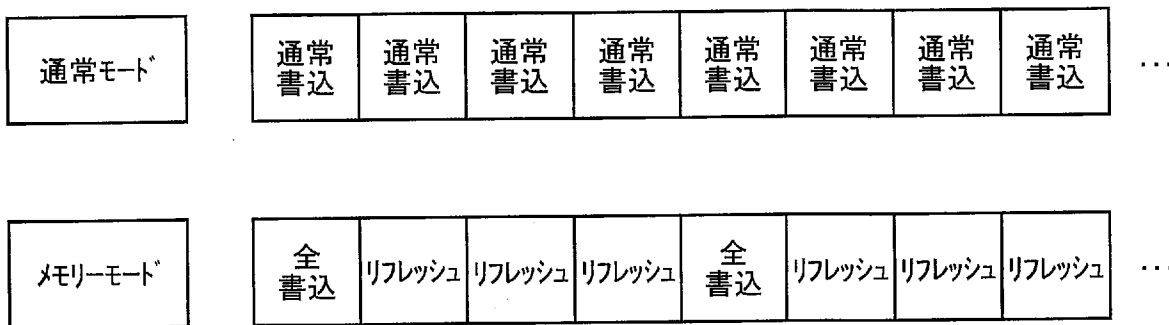 通常モード
通常 通常 通常 通常 通常 通常 通常 通常
書込 書込 書込 書込 書込 書込 書込 書込
...
メモリーモード
全 リフレッシュ リフレッシュ リフレッシュ 全 リフレッシュ リフレッシュ リフレッシュ
書込 書込
...